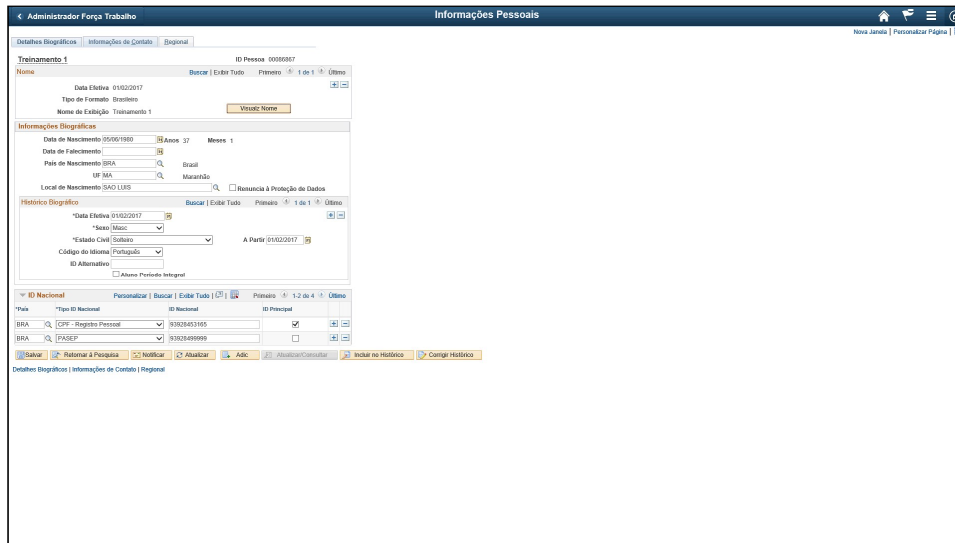 Administrador Força Trabalho Informações Pessoais
Nova Janela | Personalizar Página |
Detalhes Biográficos Informações de Contato Regional
Treinamento 1 ID Pessoa 00086867
Nome Buscar | Exibir Tudo Primeiro 1 de 1 Último
Data Efetiva 01/02/2017
Tipo de Formato Brasileiro
Nome de Exibição Treinamento 1 Visualz Nome
Informações Biográficas
Data de Nascimento 05/06/1980 Anos 37 Meses 1
Data de Falecimento
País de Nascimento BRA Brasil
UF MA Maranhão
Local de Nascimento SAO LUIS Renuncia à Proteção de Dados
Histórico Biográfico Buscar | Exibir Tudo Primeiro 1 de 1 Último
*Data Efetiva 01/02/2017
*Sexo Masc
*Estado Civil Solteiro A Partir 01/02/2017
Código do Idioma Português
ID Alternativo
Aluno Período Integral
ID Nacional Personalizar | Buscar | Exibir Tudo | | Primeiro 1-2 de 4 Último
*País *Tipo ID Nacional ID Nacional ID Principal
BRA CPF - Registro Pessoal 93928453165
BRA PASEP 93928499999
Salvar Retornar à Pesquisa Notificar Atualizar Adic Atualizar/Consultar Incluir no Histórico Corrigir Histórico
Detalhes Biográficos | Informações de Contato | Regional